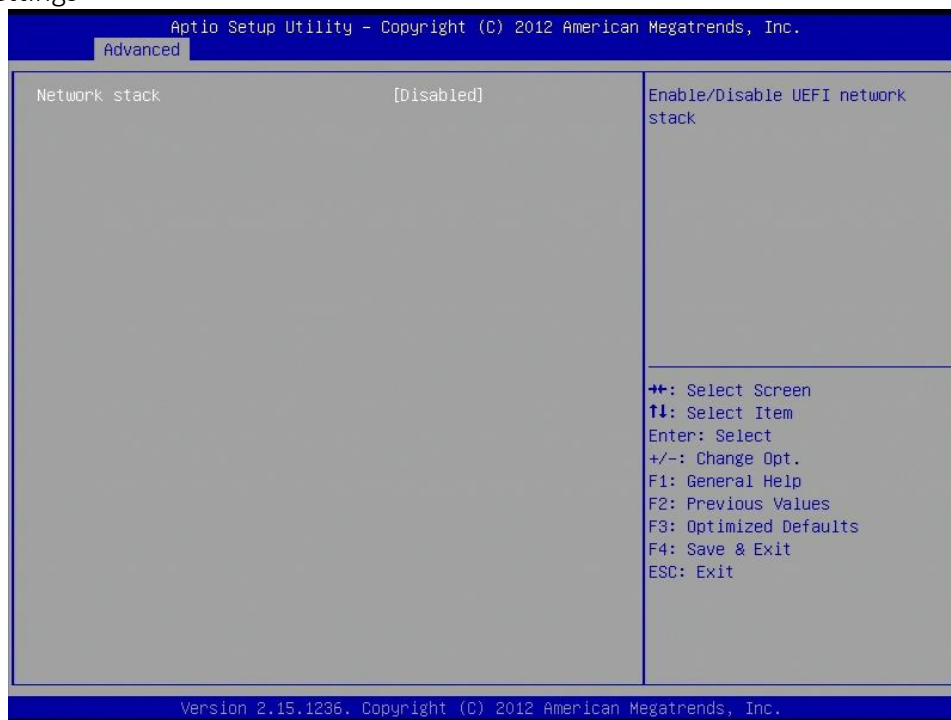 Aptio Setup Utility – Copyright (C) 2012 American Megatrends, Inc.
Advanced
Network stack [Disabled]
Enable/Disable UEFI network
stack
→←: Select Screen
↑↓: Select Item
Enter: Select
+/-: Change Opt.
F1: General Help
F2: Previous Values
F3: Optimized Defaults
F4: Save & Exit
ESC: Exit
Version 2.15.1236. Copyright (C) 2012 American Megatrends, Inc.